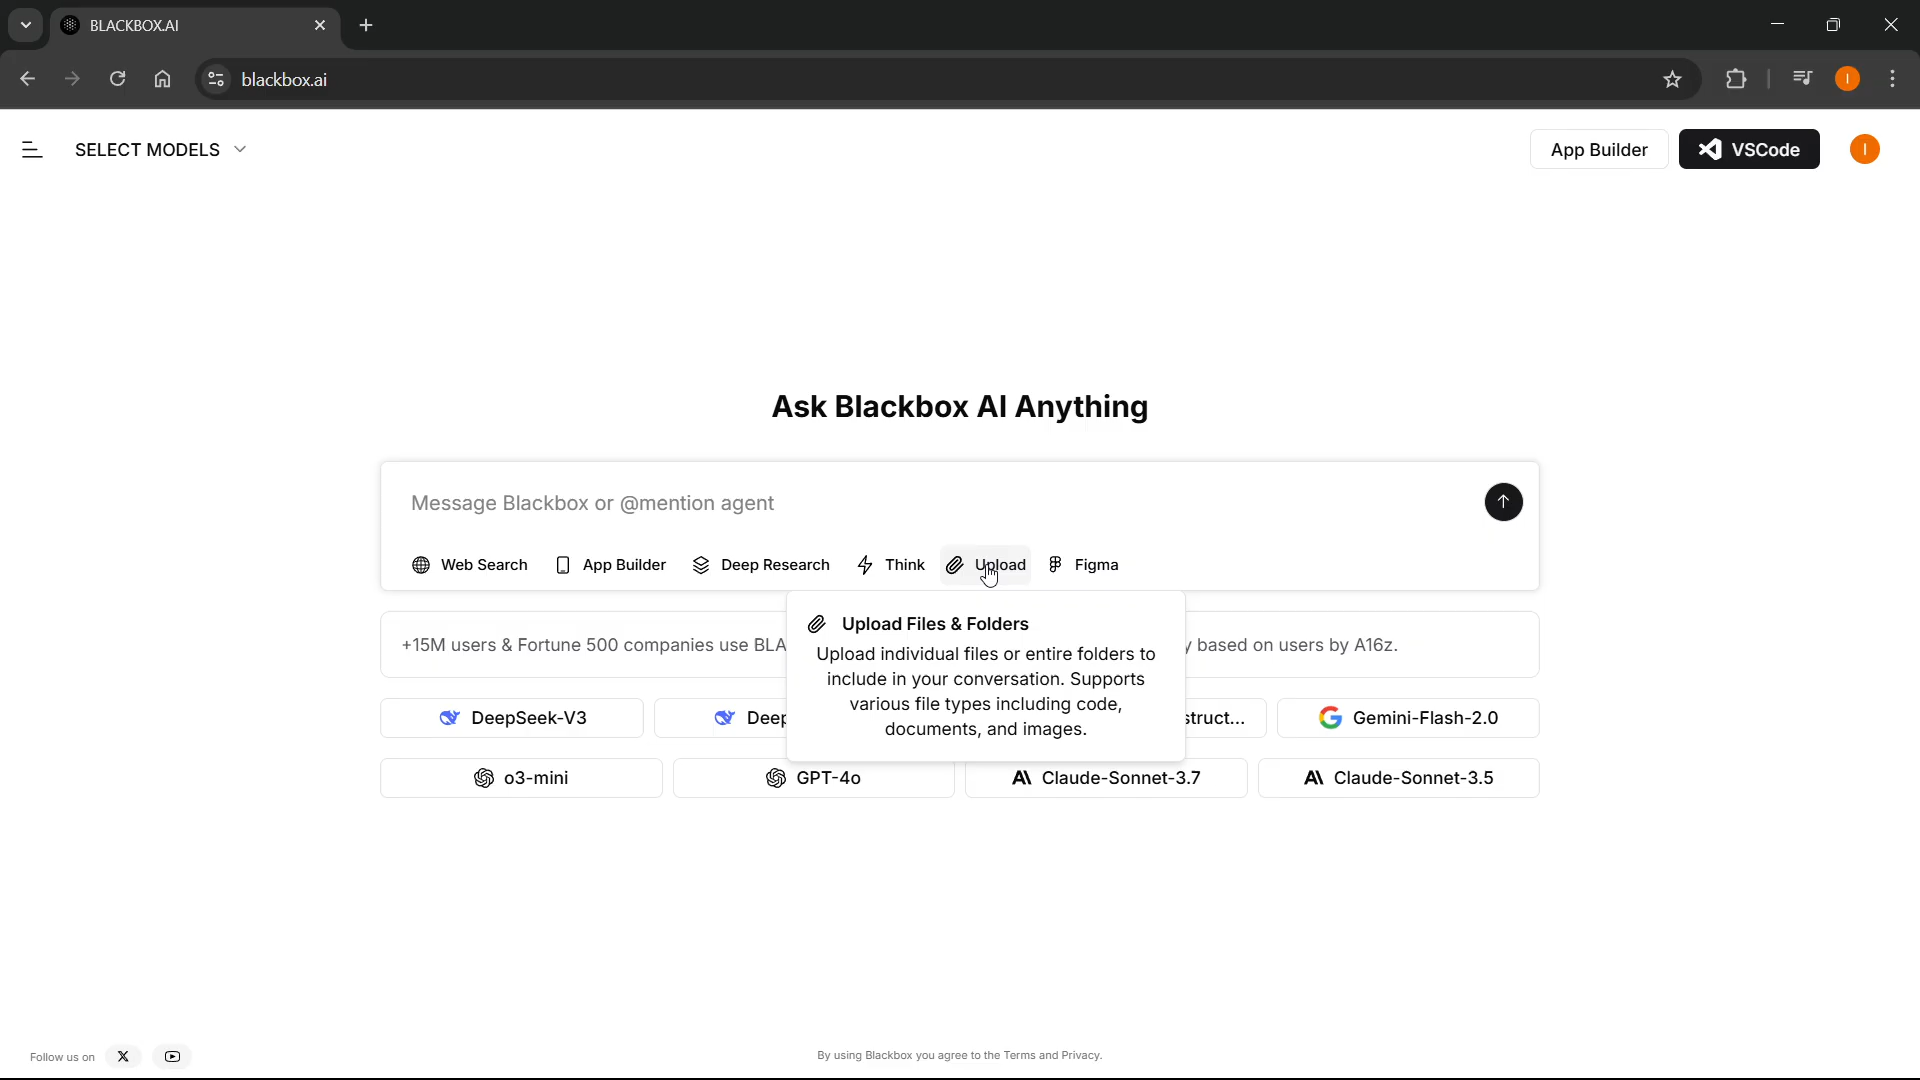 BLACKBOX.AI
blackbox.ai
SELECT MODELS
App Builder
VSCode
I
I
Ask Blackbox AI Anything
Message Blackbox or @mention agent
Web Search App Builder Deep Research Think Upload Figma
Upload Files & Folders
Upload individual files or entire folders to
include in your conversation. Supports
various file types including code,
documents, and images.
+15M users & Fortune 500 companies use BLA
y based on users by A16z.
DeepSeek-V3 Deep struct... Gemini-Flash-2.0
o3-mini GPT-4o Claude-Sonnet-3.7 Claude-Sonnet-3.5
Follow us on
By using Blackbox you agree to the Terms and Privacy.